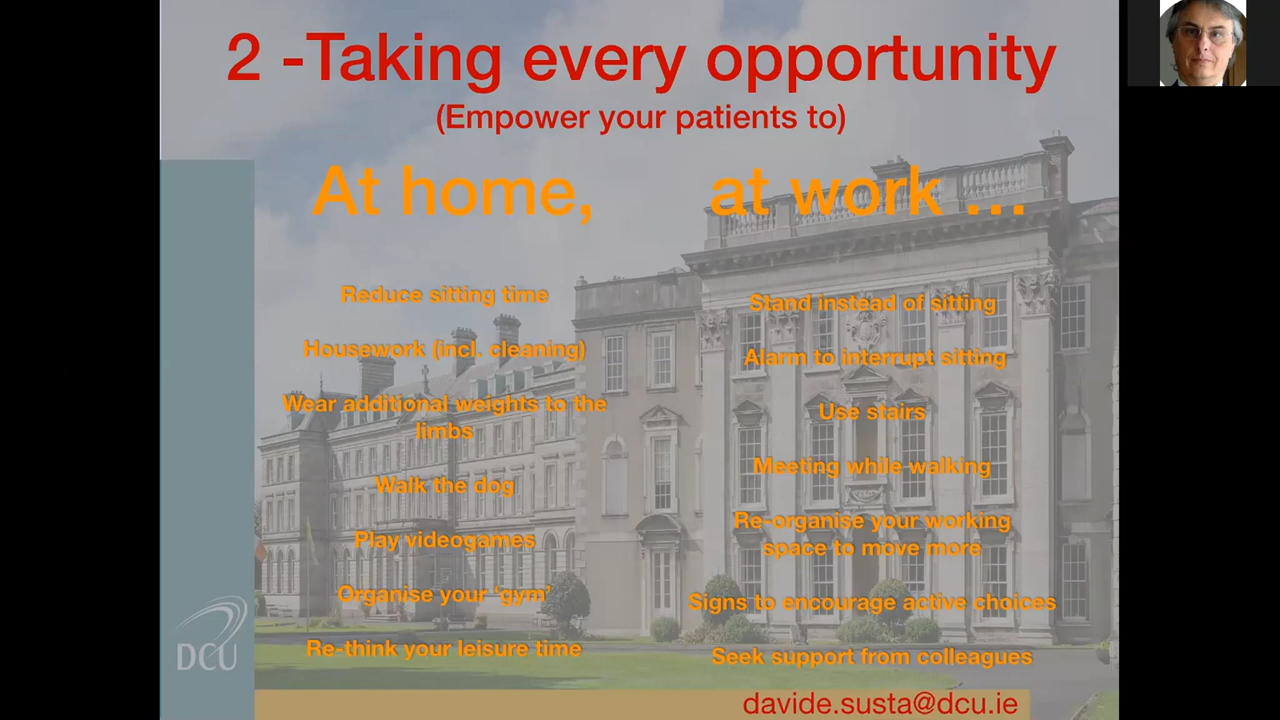 2 -Taking every opportunity
(Empower your patients to)
At home,
at work ...
Reduce sitting time
Housework (incl. cleaning)
Wear additional weights to the
limbs
Walk the dog
Play videogames
Organise your ‘gym’
Re-think your leisure time
Stand instead of sitting
Alarm to interrupt sitting
Use stairs
Meeting while walking
Re-organise your working
space to move more
Signs to encourage active choices
Seek support from colleagues
DCU
davide.susta@dcu.ie